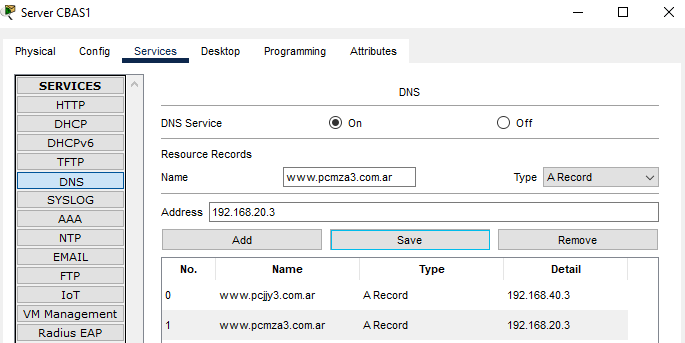 Server CBAS1
Physical Config Services Desktop Programming Attributes
SERVICES
HTTP
DHCP
DHCPv6
TFTP
DNS
SYSLOG
AAA
NTP
EMAIL
FTP
IoT
VM Management
Radius EAP
DNS
DNS Service On Off
Resource Records
Name www.pcmza3.com.ar Type A Record
Address 192.168.20.3
Add Save Remove
No. Name Type Detail
0 www.pcjjy3.com.ar A Record 192.168.40.3
1 www.pcmza3.com.ar A Record 192.168.20.3